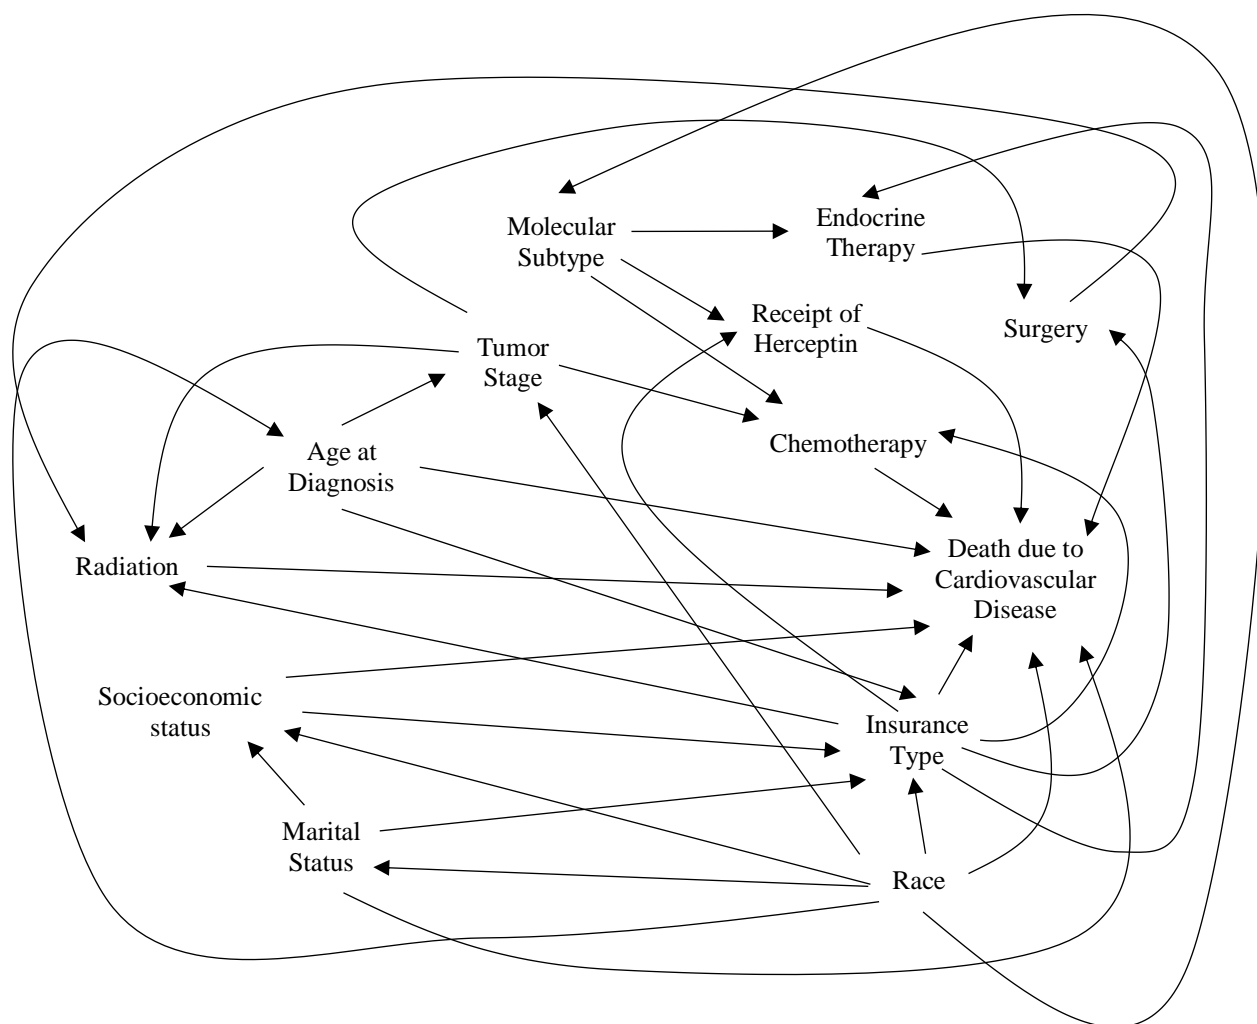 Molecular
Subtype
Endocrine
Therapy
Receipt of
Herceptin
Surgery
Tumor
Stage
Chemotherapy
Age at
Diagnosis
Radiation
Death due to
Cardiovascular
Disease
Socioeconomic
status
Insurance
Type
Marital
Status
Race